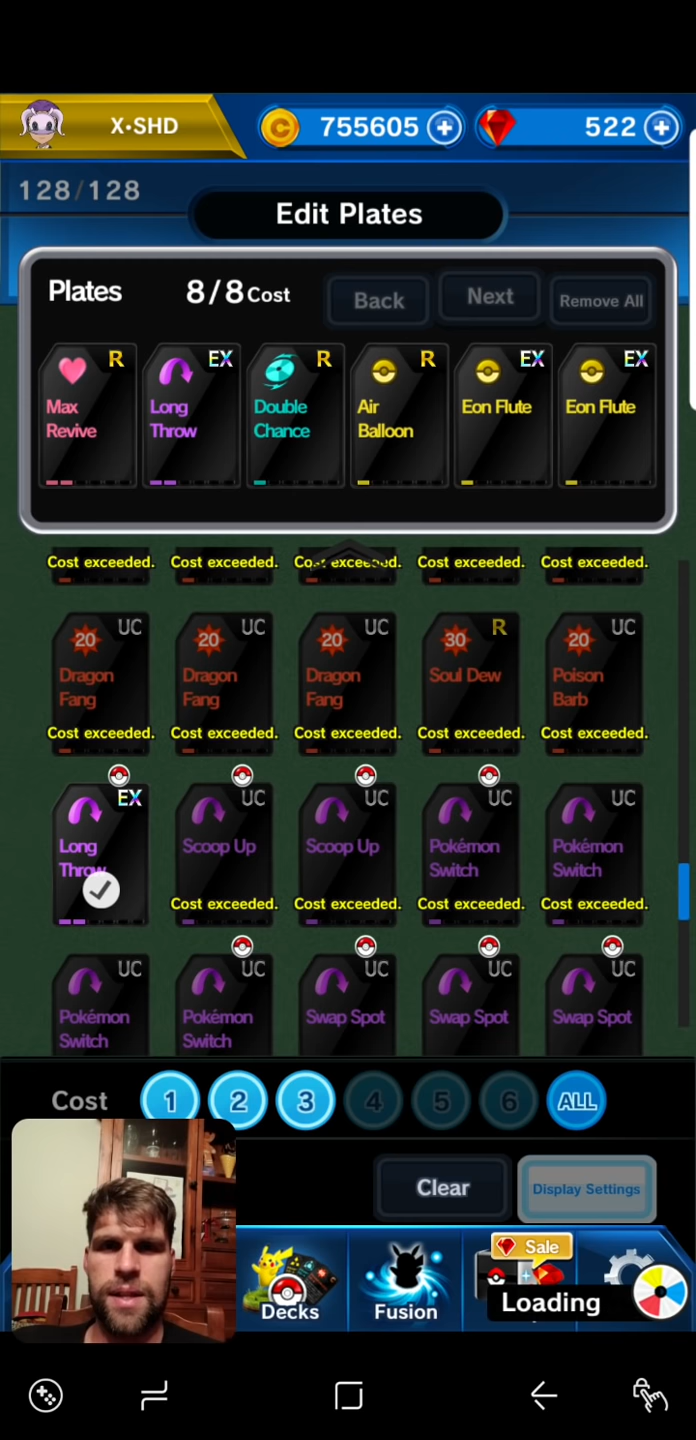 X•SHD
755605
522
128/128
Edit Plates
Plates 8/8 Cost Back Next Remove All
R EX R R EX EX
Max Revive
Long Throw
Double Chance
Air Balloon
Eon Flute
Eon Flute
Cost exceeded. Cost exceeded. Cost exceeded. Cost exceeded. Cost exceeded.
20 UC 20 UC 20 UC 30 R 20 UC
Dragon Fang
Dragon Fang
Dragon Fang
Soul Dew
Poison Barb
Cost exceeded. Cost exceeded. Cost exceeded. Cost exceeded. Cost exceeded.
EX UC UC UC UC
Long Throw
Scoop Up
Scoop Up
Pokémon Switch
Pokémon Switch
Cost exceeded. Cost exceeded. Cost exceeded. Cost exceeded.
UC UC UC UC UC
Pokémon Switch
Pokémon Switch
Swap Spot
Swap Spot
Swap Spot
Cost 1 2 3 4 5 6 ALL
Clear Display Settings
Sale
Decks Fusion Loading